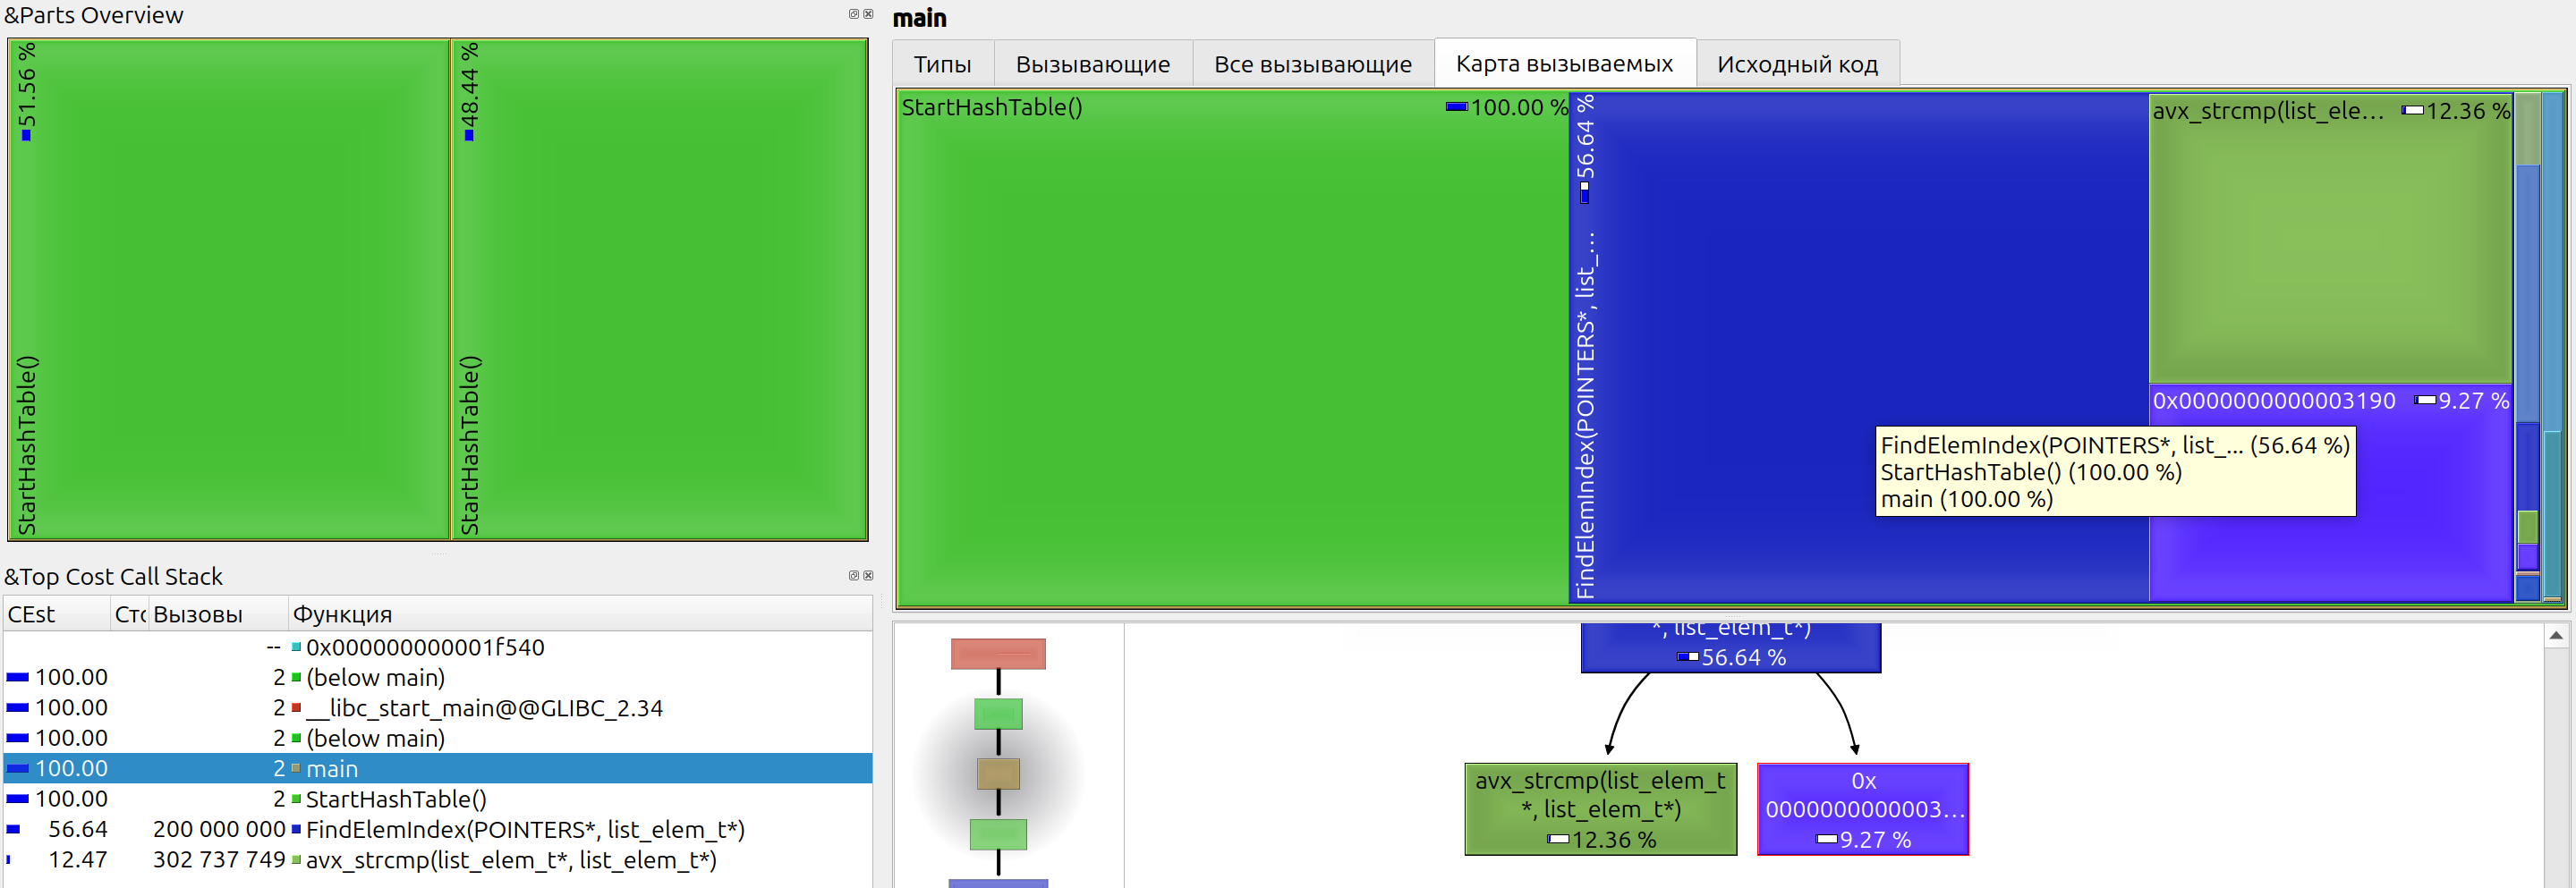 &Parts Overview
51.56 %
StartHashTable()
48.44 %
StartHashTable()
&Top Cost Call Stack
CEst Стс Вызовы Функция
-- 0x000000000001f540
100.00 2 (below main)
100.00 2 __libc_start_main@@GLIBC_2.34
100.00 2 (below main)
100.00 2 main
100.00 2 StartHashTable()
56.64 200 000 000 FindElemIndex(POINTERS*, list_elem_t*)
12.47 302 737 749 avx_strcmp(list_elem_t*, list_elem_t*)
main
Типы Вызывающие Все вызывающие Карта вызываемых Исходный код
StartHashTable() 100.00 %
FindElemIndex(POINTERS*, list_... 56.64 %
avx_strcmp(list_ele... 12.36 %
0x0000000000003190 9.27 %
FindElemIndex(POINTERS*, list_... (56.64 %)
StartHashTable() (100.00 %)
main (100.00 %)
*, list_elem_t*)
56.64 %
avx_strcmp(list_elem_t
*, list_elem_t*)
12.36 %
0x
0000000000003...
9.27 %